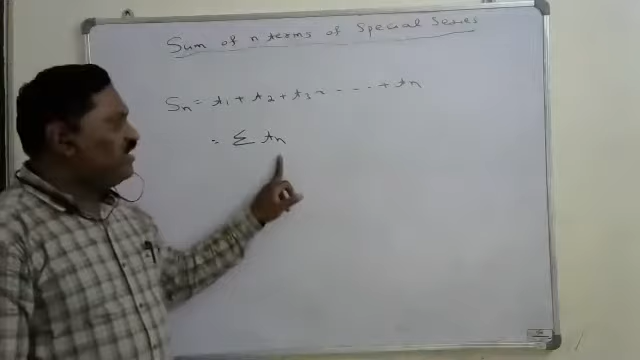 Sum of n terms of Special Series
Sn = t1 + t2 + t3 + - - - - + tn
= Σ tn